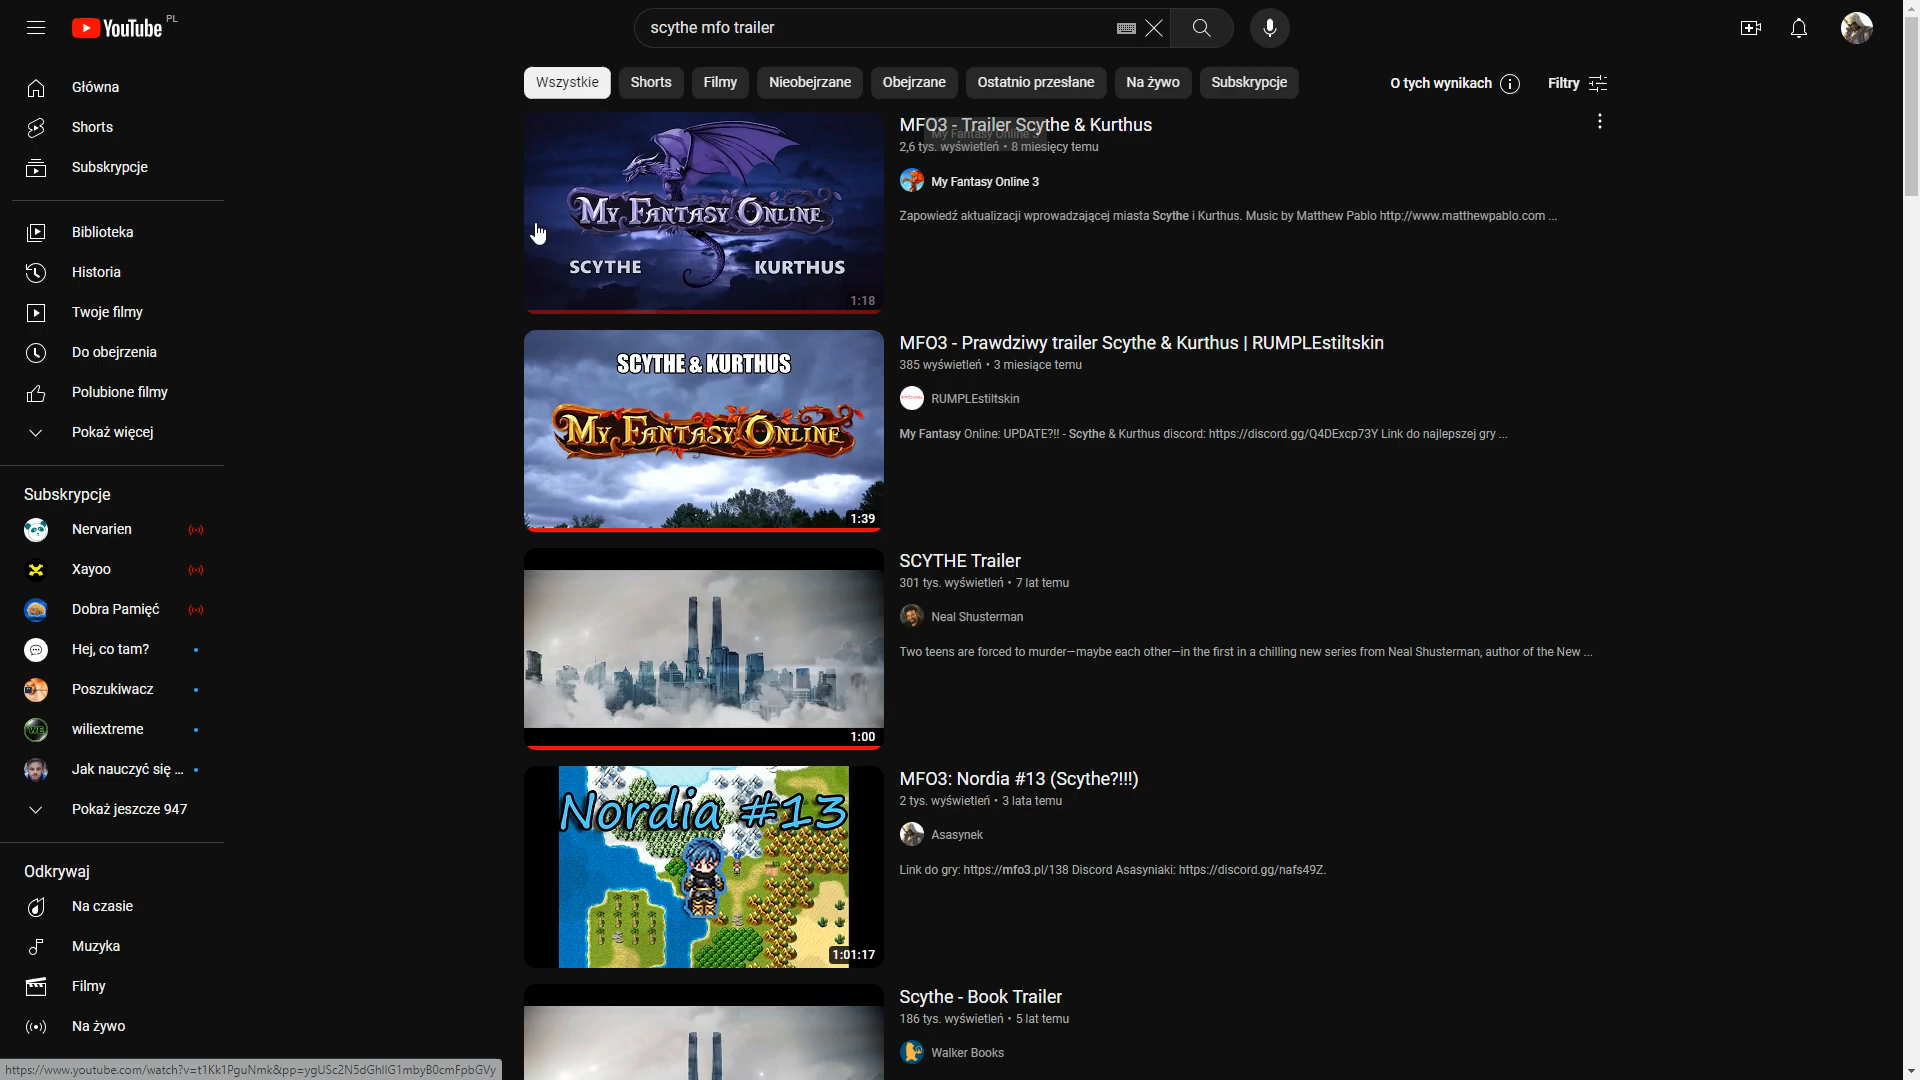 YouTube PL
scythe mfo trailer
Główna
Shorts
Subskrypcje
Biblioteka
Historia
Twoje filmy
Do obejrzenia
Polubione filmy
Pokaż więcej
Subskrypcje
Nervarien
Xayoo
Dobra Pamięć
Hej, co tam?
Poszukiwacz
wiliextreme
Jak nauczyć się ...
Pokaż jeszcze 947
Odkrywaj
Na czasie
Muzyka
Filmy
Na żywo
Wszystkie
Shorts
Filmy
Nieobejrzane
Obejrzane
Ostatnio przesłane
Na żywo
Subskrypcje
O tych wynikach
Filtry
My Fantasy Online
SCYTHE KURTHUS
1:18
MFO3 - Trailer Scythe & Kurthus
My Fantasy Online 3
2,6 tys. wyświetleń • 8 miesięcy temu
My Fantasy Online 3
Zapowiedź aktualizacji wprowadzającej miasta Scythe i Kurthus. Music by Matthew Pablo http://www.matthewpablo.com ...
SCYTHE & KURTHUS
My Fantasy Online
1:39
MFO3 - Prawdziwy trailer Scythe & Kurthus | RUMPLEstiltskin
385 wyświetleń • 3 miesiące temu
RUMPLEstiltskin
My Fantasy Online: UPDATE?!! - Scythe & Kurthus discord: https://discord.gg/Q4DExcp73Y Link do najlepszej gry ...
1:00
SCYTHE Trailer
301 tys. wyświetleń • 7 lat temu
Neal Shusterman
Two teens are forced to murder—maybe each other—in the first in a chilling new series from Neal Shusterman, author of the New ...
Nordia #13
1:01:17
MFO3: Nordia #13 (Scythe?!!!)
2 tys. wyświetleń • 3 lata temu
Asasynek
Link do gry: https://mfo3.pl/138 Discord Asasyniaki: https://discord.gg/nafs49Z.
Scythe - Book Trailer
186 tys. wyświetleń • 5 lat temu
Walker Books